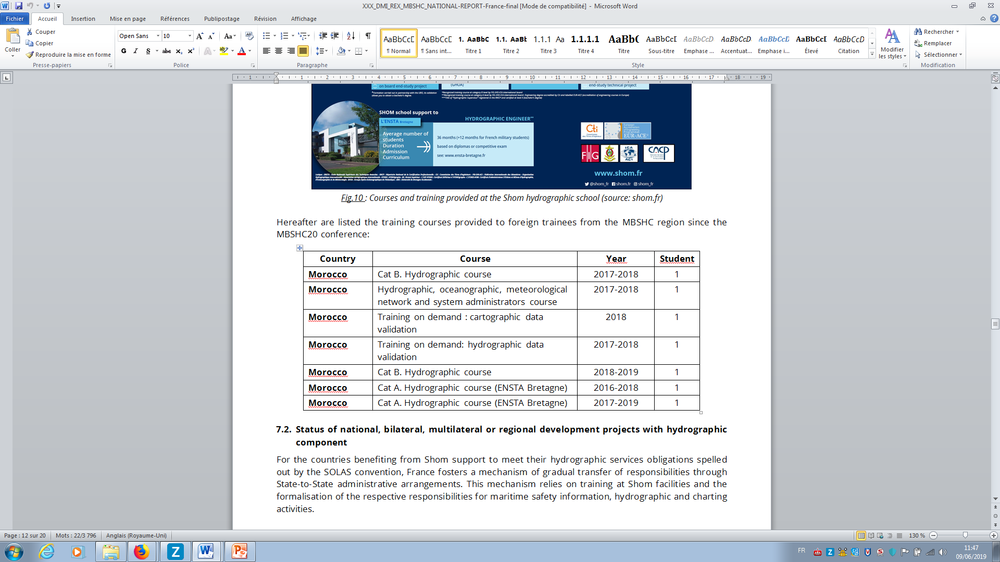 XXX_DMI_REX_MBSHC_NATIONAL-REPORT-France-final [Mode de compatibilité] - Microsoft Word
Fichier Accueil Insertion Mise en page Références Publipostage Révision Affichage
Coller
Couper
Copier
Reproduire la mise en forme
Presse-papiers
Open Sans 10
G I S abc x₂ x²
Police
Paragraphe
AaBbCcD AaBbCcD 1. AaBbC 1.1. AaBb 1.1.1 Aa 1.1.1.1 AaBb( AaBbCcI AaBbCcD AaBbCcD AaBbCcD AaBbCcI AaBbCcD
¶ Normal ¶ Sans int... Titre 1 Titre 2 Titre 3 Titre 4 Titre Sous-titre Emphase ... Accentuat... Emphase i... Élevé Citation
Style
Modifier
les styles
Rechercher
Remplacer
Sélectionner
Modification
on board end-study project
(GHOA)
end-study technical project
SHOM school support to
L'ENSTA Bretagne
HYDROGRAPHIC ENGINEER**
Average number of
students
Duration
Admission
Curriculum
36 months (+12 months for French military students)
based on diplomas or competitive exam
see: www.ensta-bretagne.fr
Cti
EUR-ACE®
FIG
ICA
ACI
CNCP
www.shom.fr
@shom_fr shom.fr shom_fr
Fig.10 : Courses and training provided at the Shom hydrographic school (source: shom.fr)
Hereafter are listed the training courses provided to foreign trainees from the MBSHC region since the
MBSHC20 conference:
Country Course Year Student
Morocco Cat B. Hydrographic course 2017-2018 1
Morocco Hydrographic, oceanographic, meteorological 2017-2018 1
network and system administrators course
Morocco Training on demand : cartographic data 2018 1
validation
Morocco Training on demand: hydrographic data 2017-2018 1
validation
Morocco Cat B. Hydrographic course 2018-2019 1
Morocco Cat A. Hydrographic course (ENSTA Bretagne) 2016-2018 1
Morocco Cat A. Hydrographic course (ENSTA Bretagne) 2017-2019 1
7.2. Status of national, bilateral, multilateral or regional development projects with hydrographic
component
For the countries benefiting from Shom support to meet their hydrographic services obligations spelled
out by the SOLAS convention, France fosters a mechanism of gradual transfer of responsibilities through
State-to-State administrative arrangements. This mechanism relies on training at Shom facilities and the
formalisation of the respective responsibilities for maritime safety information, hydrographic and charting
activities.
Page : 12 sur 20 Mots : 22/3 796 Anglais (Royaume-Uni) 130 %
FR 11:47
09/06/2019